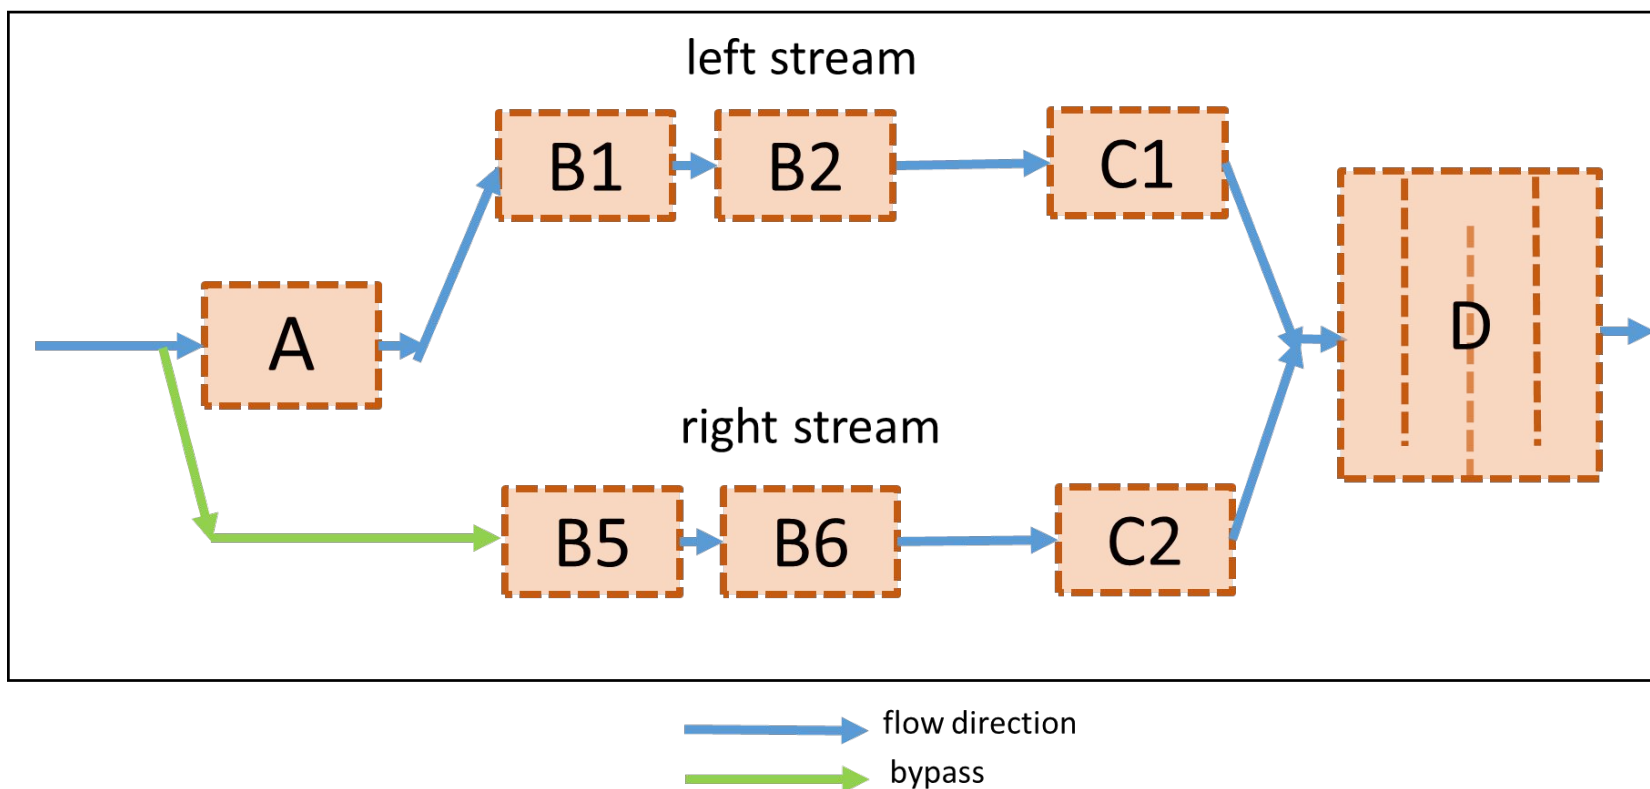 left stream
B1
B2
C1
A
D
right stream
B5
B6
C2
flow direction
bypass